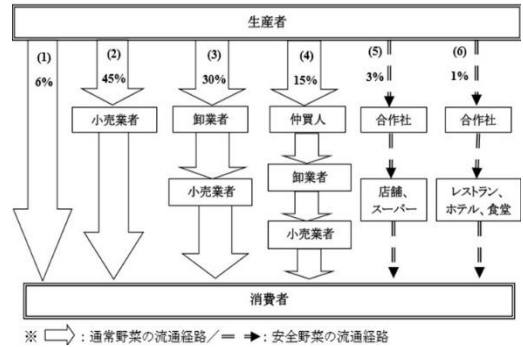 生産者
(1)
6%
(2)
45%
(3)
30%
(4)
15%
(5)
3%
(6)
1%
小売業者
卸業者
仲買人
合作社
合作社
小売業者
卸業者
店舗、
スーパー
レストラン、
ホテル、食堂
小売業者
消費者
※ ⇨:通常野菜の流通経路/= ➡:安全野菜の流通経路